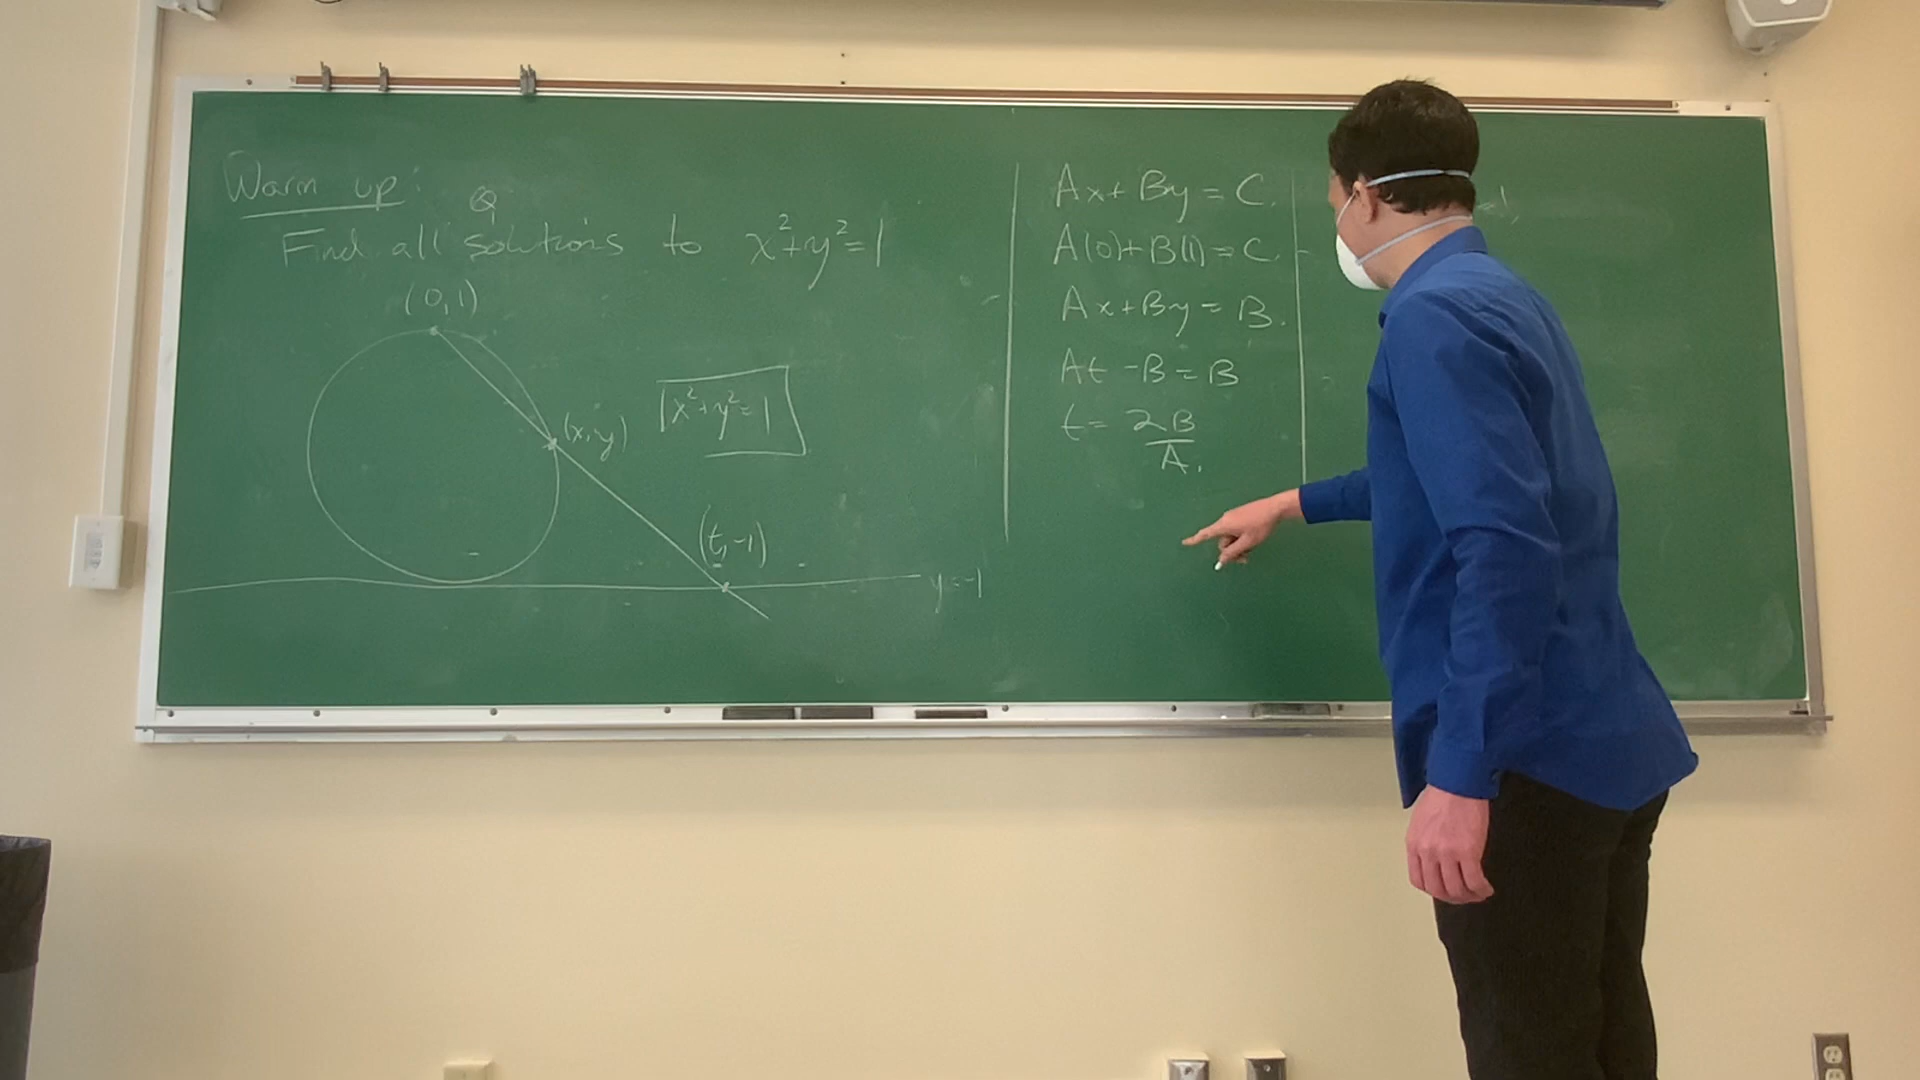 Warm up:
Q
Find all solutions to x²+y²=1
(0,1)
(x,y)
x²+y²=1
(t,-1)
y=-1
Ax+By=C.
A(0)+B(1)=C.
Ax+By=B.
At-B=B
t=2B/A.
=1,